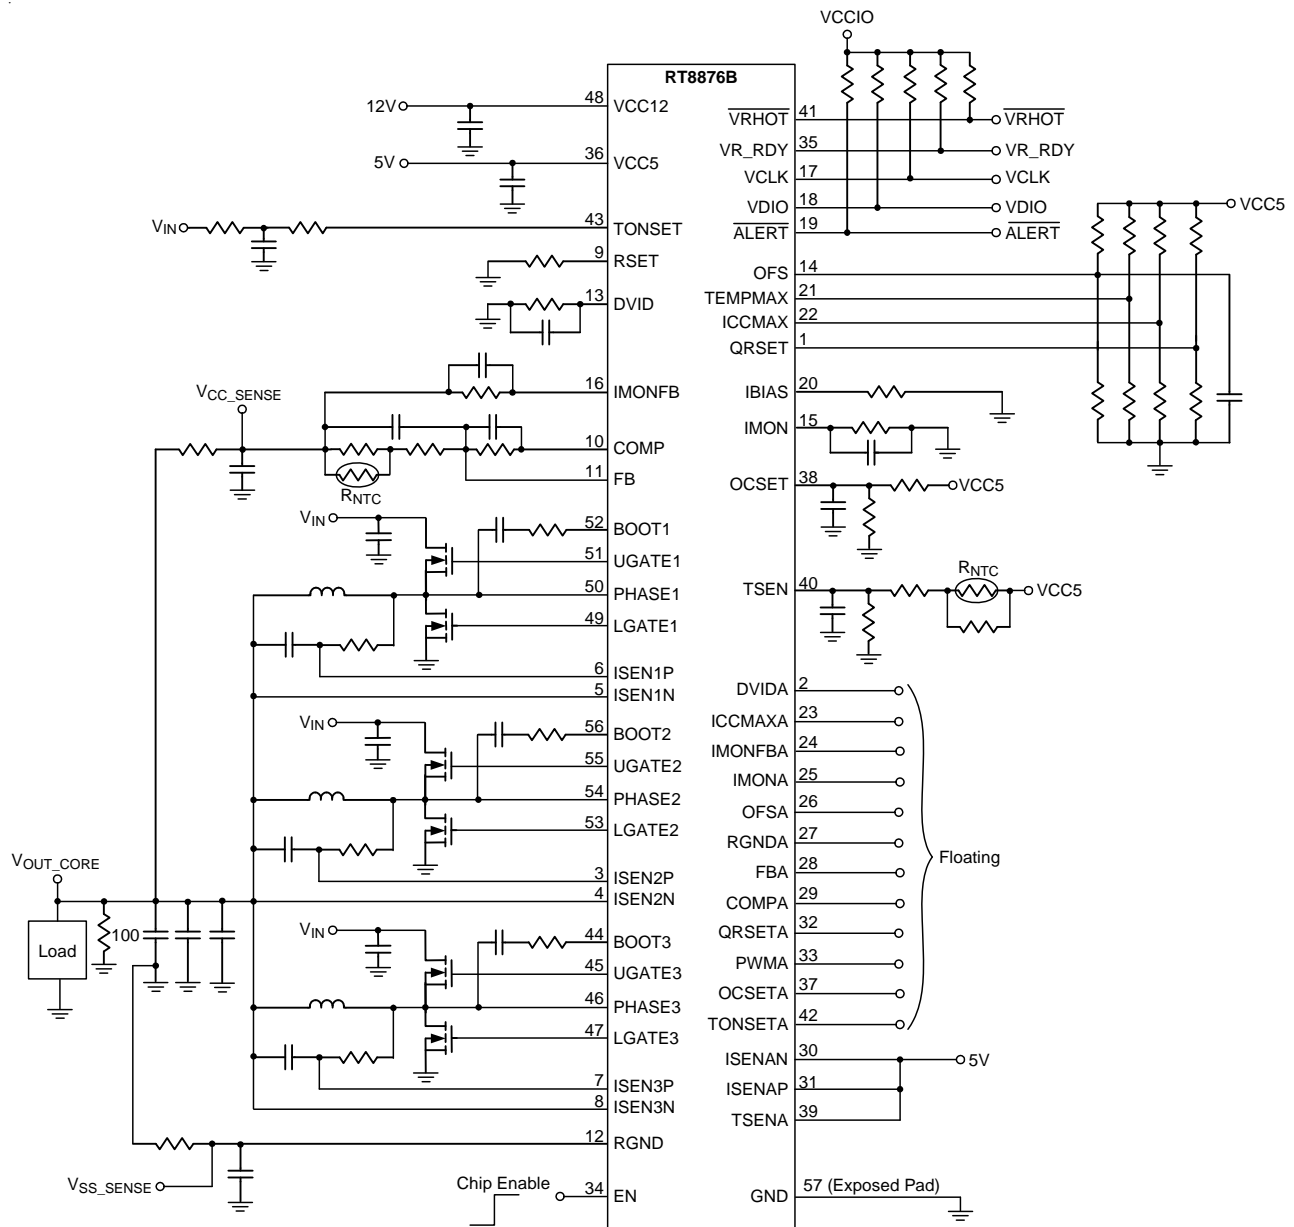 VCCIO
RT8876B
12V 48 VCC12
VRHOT 41 VRHOT
5V 36 VCC5
VR_RDY 35 VR_RDY
VCLK 17 VCLK
VDIO 18 VDIO
ALERT 19 ALERT
VCC5
VIN 43 TONSET
9 RSET
OFS 14
13 DVID
TEMPMAX 21
ICCMAX 22
QRSET 1
16 IMONFB
IBIAS 20
VCC_SENSE
IMON 15
10 COMP
11 FB
RNTC
OCSET 38 VCC5
VIN 52 BOOT1
51 UGATE1
50 PHASE1
TSEN 40 RNTC VCC5
49 LGATE1
6 ISEN1P
5 ISEN1N
DVIDA 2
ICCMAXA 23
VIN 56 BOOT2
IMONFBA 24
55 UGATE2
IMONA 25
54 PHASE2
OFSA 26
53 LGATE2
RGNDA 27
Floating
VOUT_CORE
FBA 28
3 ISEN2P
4 ISEN2N
COMPA 29
Load
100
VIN 44 BOOT3
QRSETA 32
PWMA 33
45 UGATE3
OCSETA 37
46 PHASE3
TONSETA 42
47 LGATE3
ISENAN 30 5V
7 ISEN3P
ISENAP 31
8 ISEN3N
TSENA 39
12 RGND
VSS_SENSE
Chip Enable 34 EN
GND 57 (Exposed Pad)